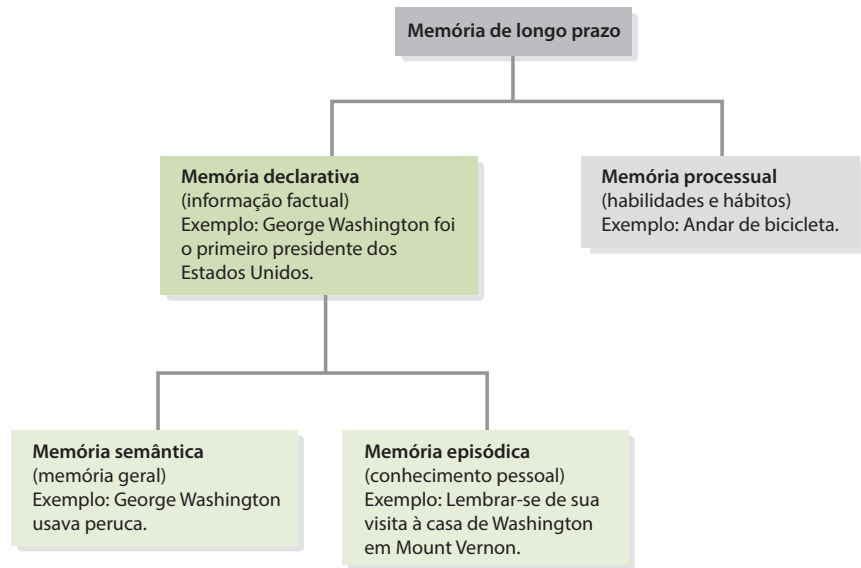 Memória de longo prazo
Memória declarativa
(informação factual)
Exemplo: George Washington foi
o primeiro presidente dos
Estados Unidos.
Memória processual
(habilidades e hábitos)
Exemplo: Andar de bicicleta.
Memória semântica
(memória geral)
Exemplo: George Washington
usava peruca.
Memória episódica
(conhecimento pessoal)
Exemplo: Lembrar-se de sua
visita à casa de Washington
em Mount Vernon.